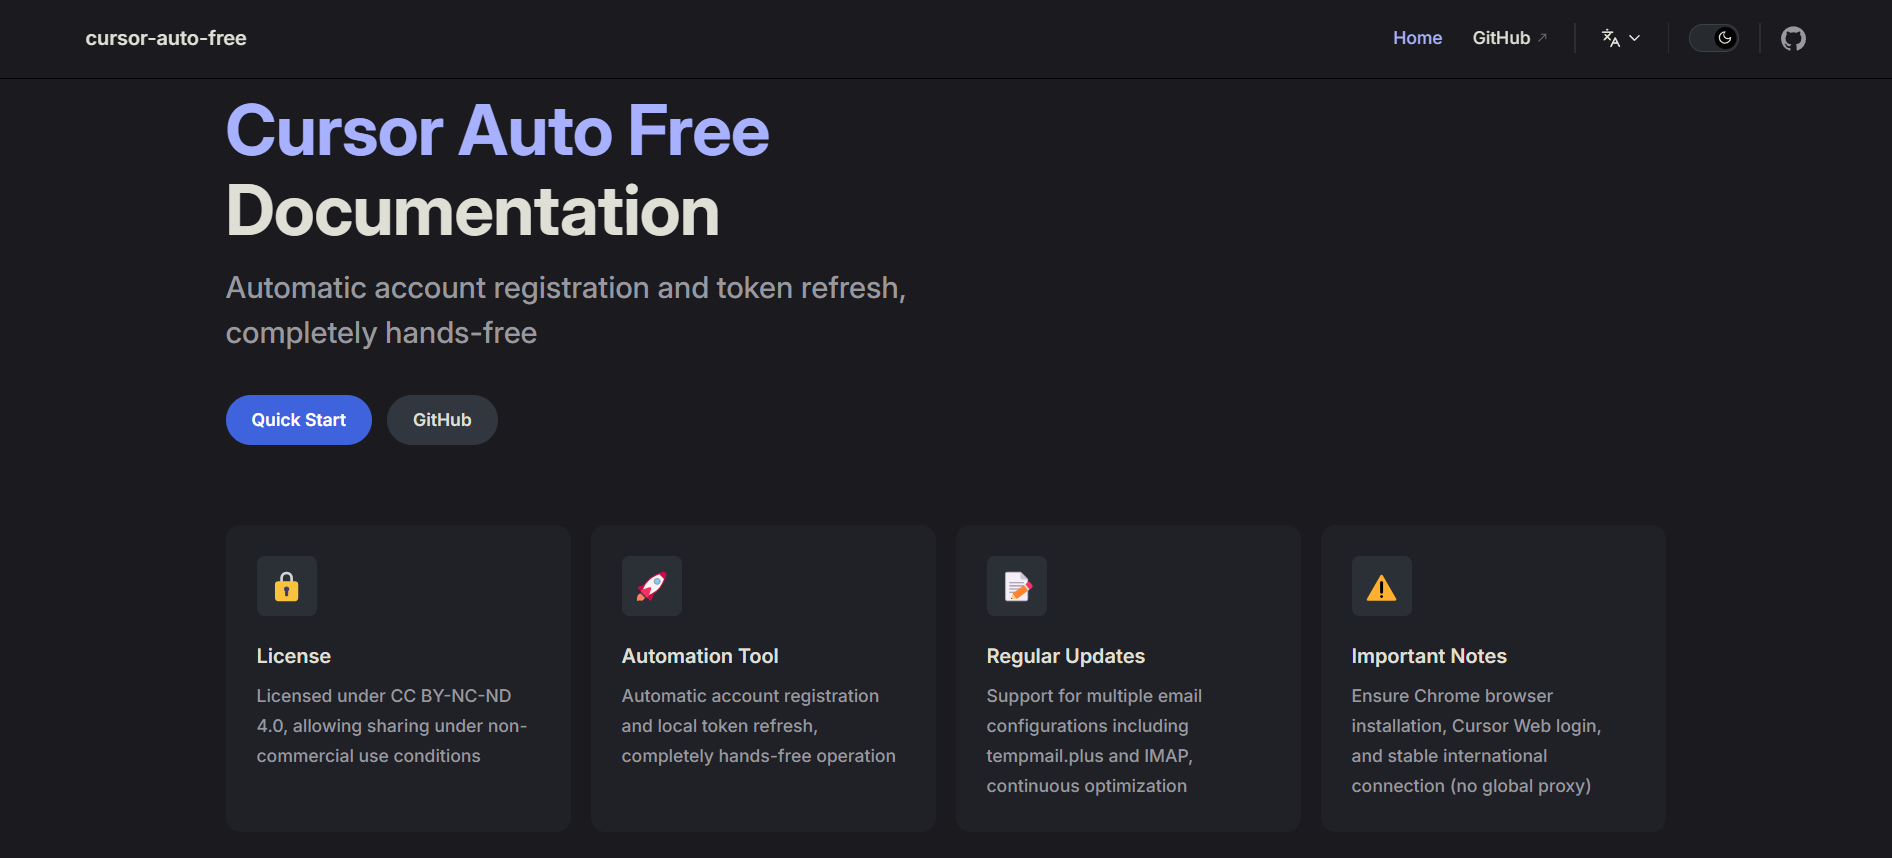 cursor-auto-free
Home
GitHub
Cursor Auto Free
Documentation
Automatic account registration and token refresh,
completely hands-free
Quick Start
GitHub
License
Licensed under CC BY-NC-ND
4.0, allowing sharing under non-
commercial use conditions
Automation Tool
Automatic account registration
and local token refresh,
completely hands-free operation
Regular Updates
Support for multiple email
configurations including
tempmail.plus and IMAP,
continuous optimization
Important Notes
Ensure Chrome browser
installation, Cursor Web login,
and stable international
connection (no global proxy)